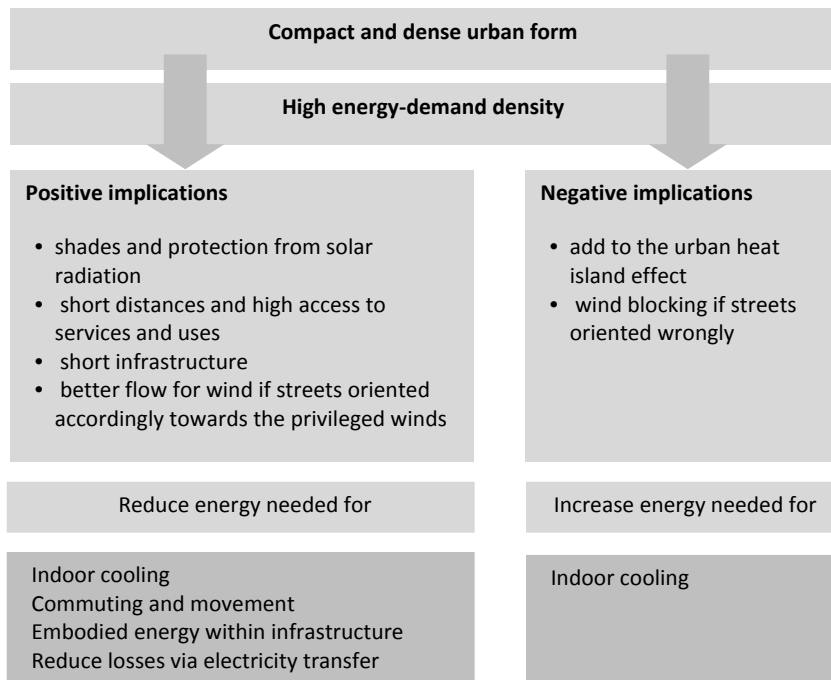 Compact and dense urban form
High energy-demand density
Positive implications
• shades and protection from solar
radiation
• short distances and high access to
services and uses
• short infrastructure
• better flow for wind if streets oriented
accordingly towards the privileged winds
Negative implications
• add to the urban heat
island effect
• wind blocking if streets
oriented wrongly
Reduce energy needed for
Increase energy needed for
Indoor cooling
Commuting and movement
Embodied energy within infrastructure
Reduce losses via electricity transfer
Indoor cooling